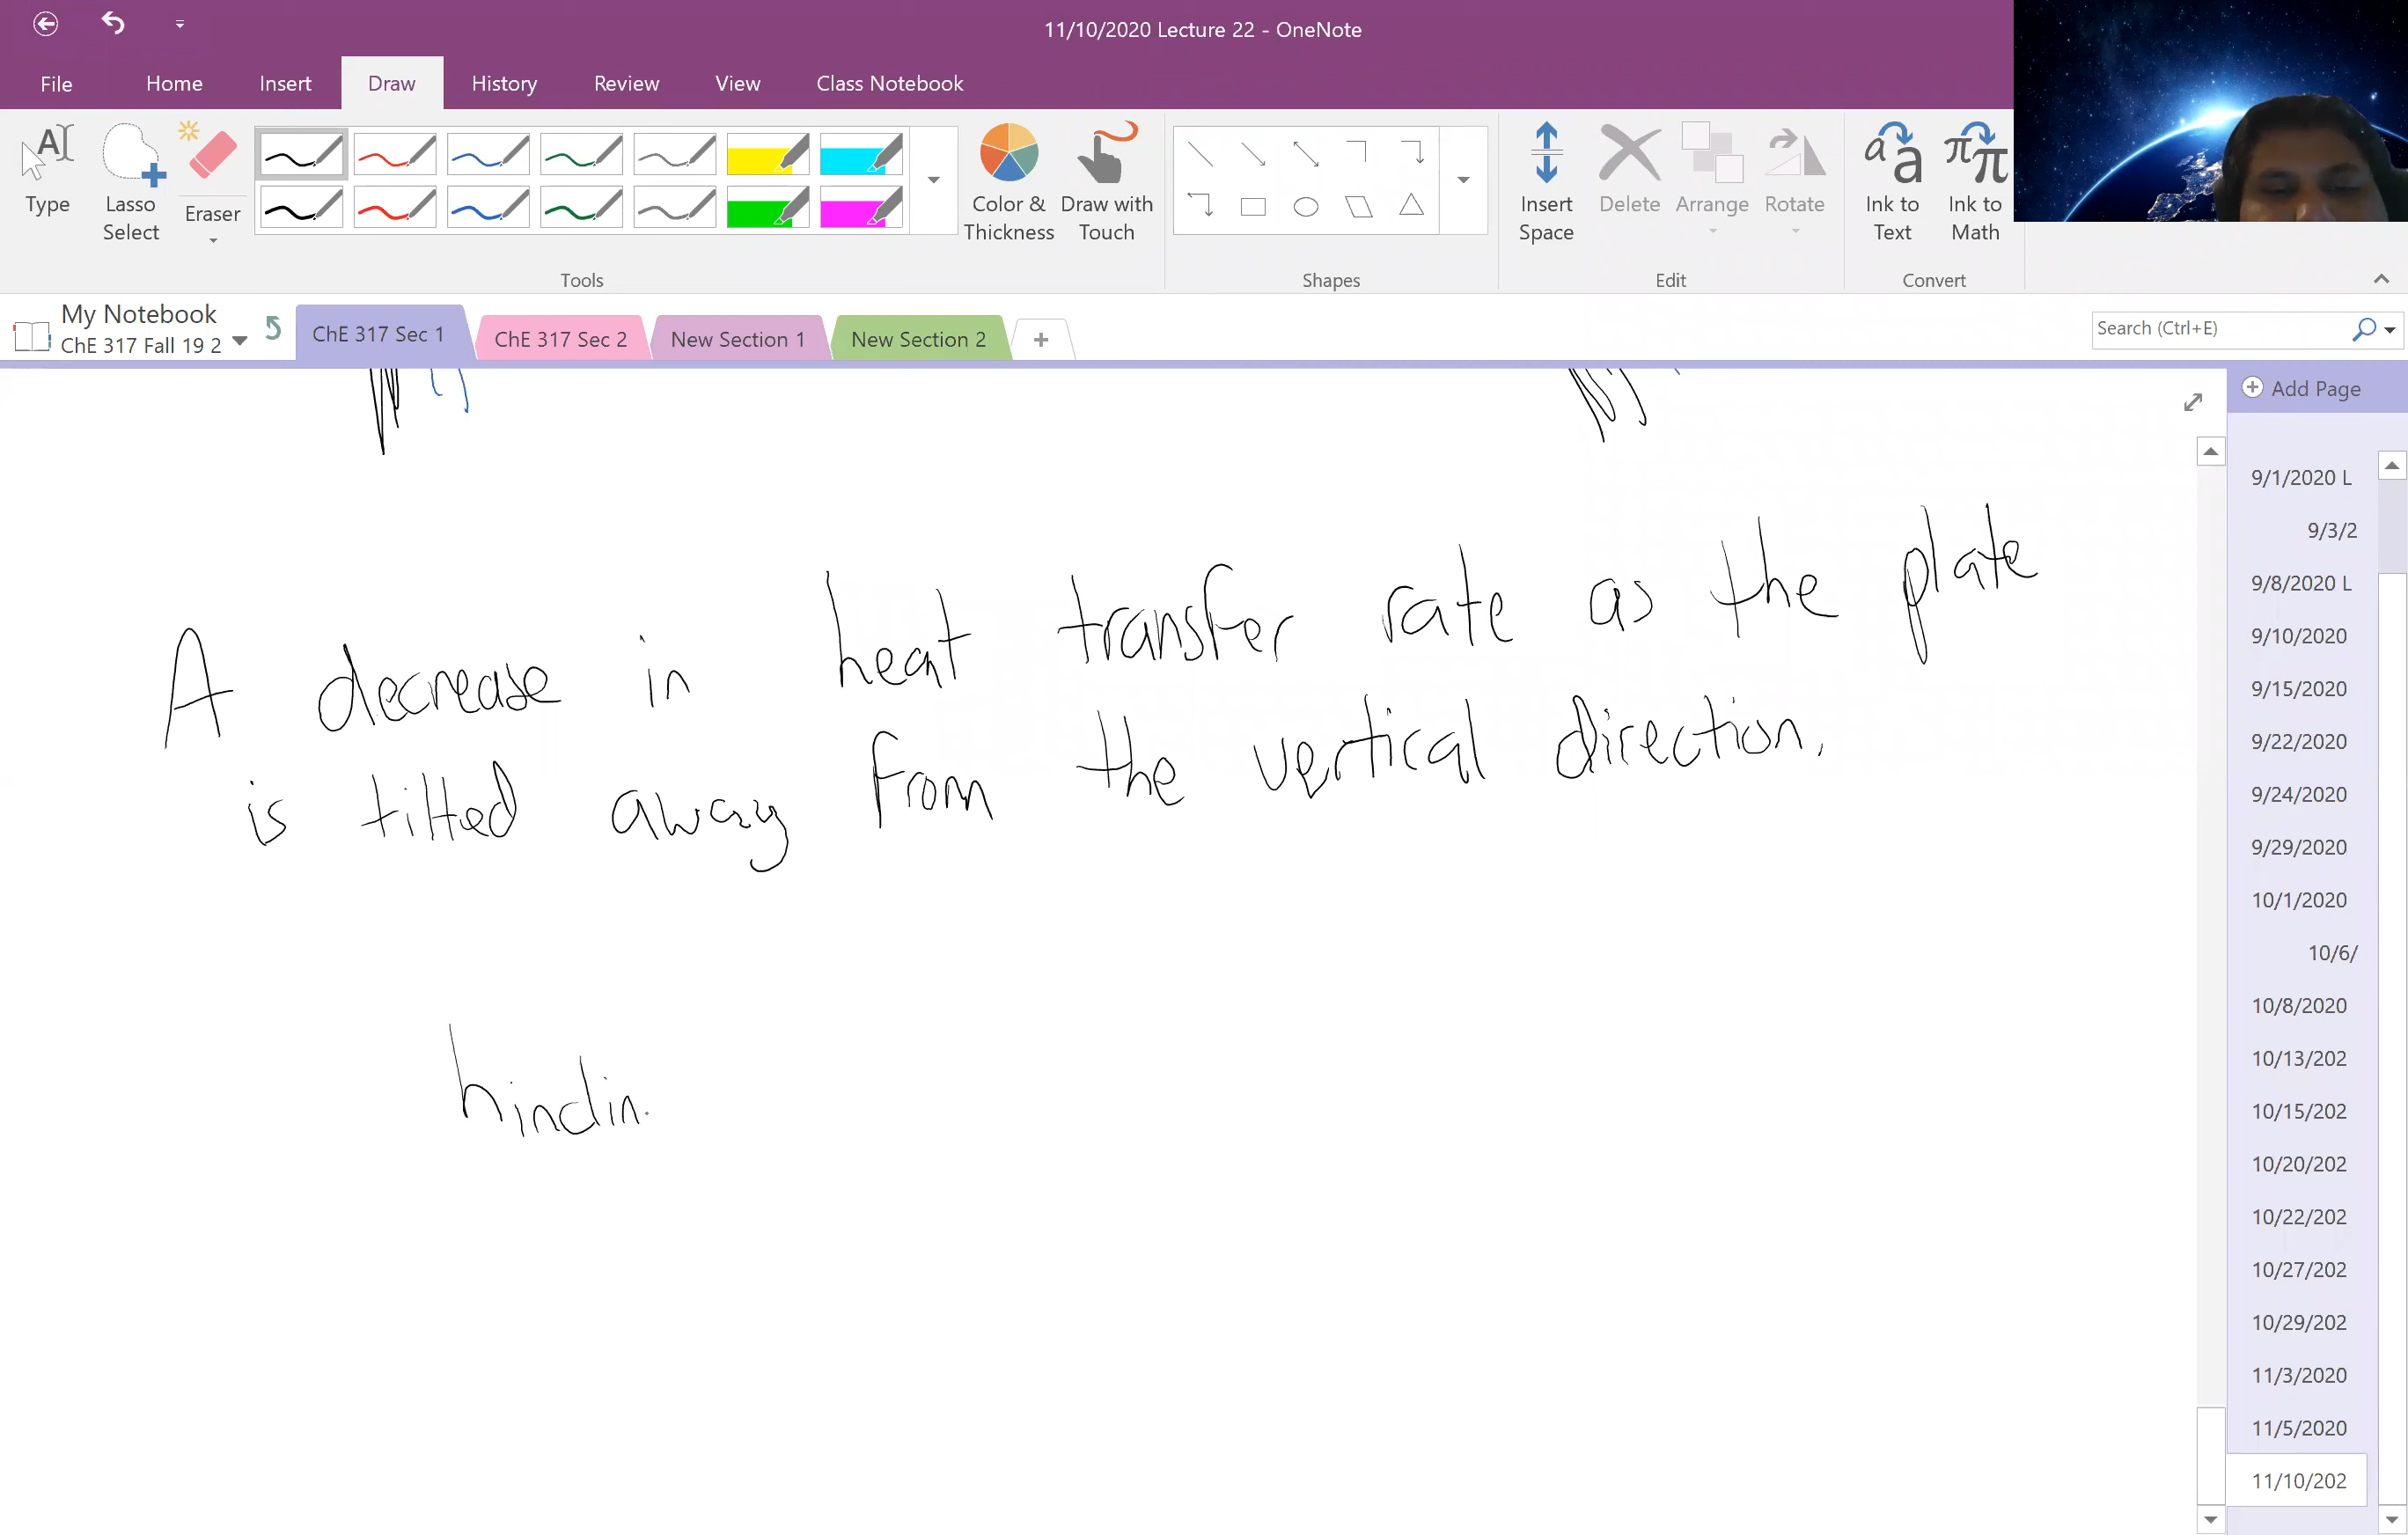 11/10/2020 Lecture 22 - OneNote
File Home Insert Draw History Review View Class Notebook
Type
Lasso Select
Eraser
Color & Thickness
Draw with Touch
Insert Space
Delete
Arrange
Rotate
Ink to Text
Ink to Math
Tools
Shapes
Edit
Convert
My Notebook
ChE 317 Fall 19 2
ChE 317 Sec 1
ChE 317 Sec 2
New Section 1
New Section 2
Search (Ctrl+E)
Add Page
A decrease in heat transfer rate as the plate
is tilted away from the vertical direction.
h inclin.
9/1/2020 L
9/3/2
9/8/2020 L
9/10/2020
9/15/2020
9/22/2020
9/24/2020
9/29/2020
10/1/2020
10/6/
10/8/2020
10/13/202
10/15/202
10/20/202
10/22/202
10/27/202
10/29/202
11/3/2020
11/5/2020
11/10/202